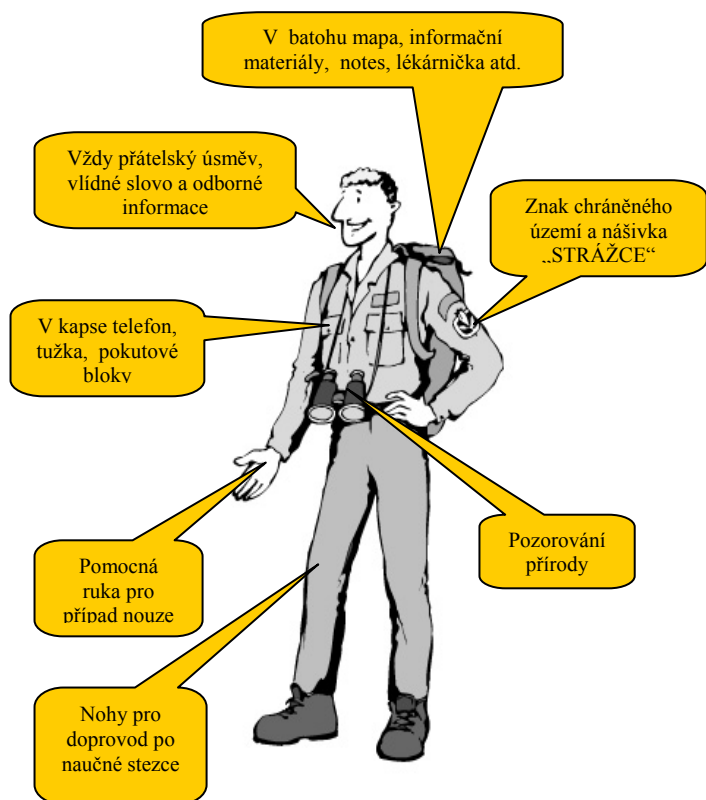 V batohu mapa, informační
materiály, notes, lékárnička atd.
Vždy přátelský úsměv,
vlídné slovo a odborné
informace
Znak chráněného
území a nášivka
„STRÁŽCE“
V kapse telefon,
tužka, pokutové
bloky
Pozorování
přírody
Pomocná
ruka pro
případ nouze
Nohy pro
doprovod po
naučné stezce